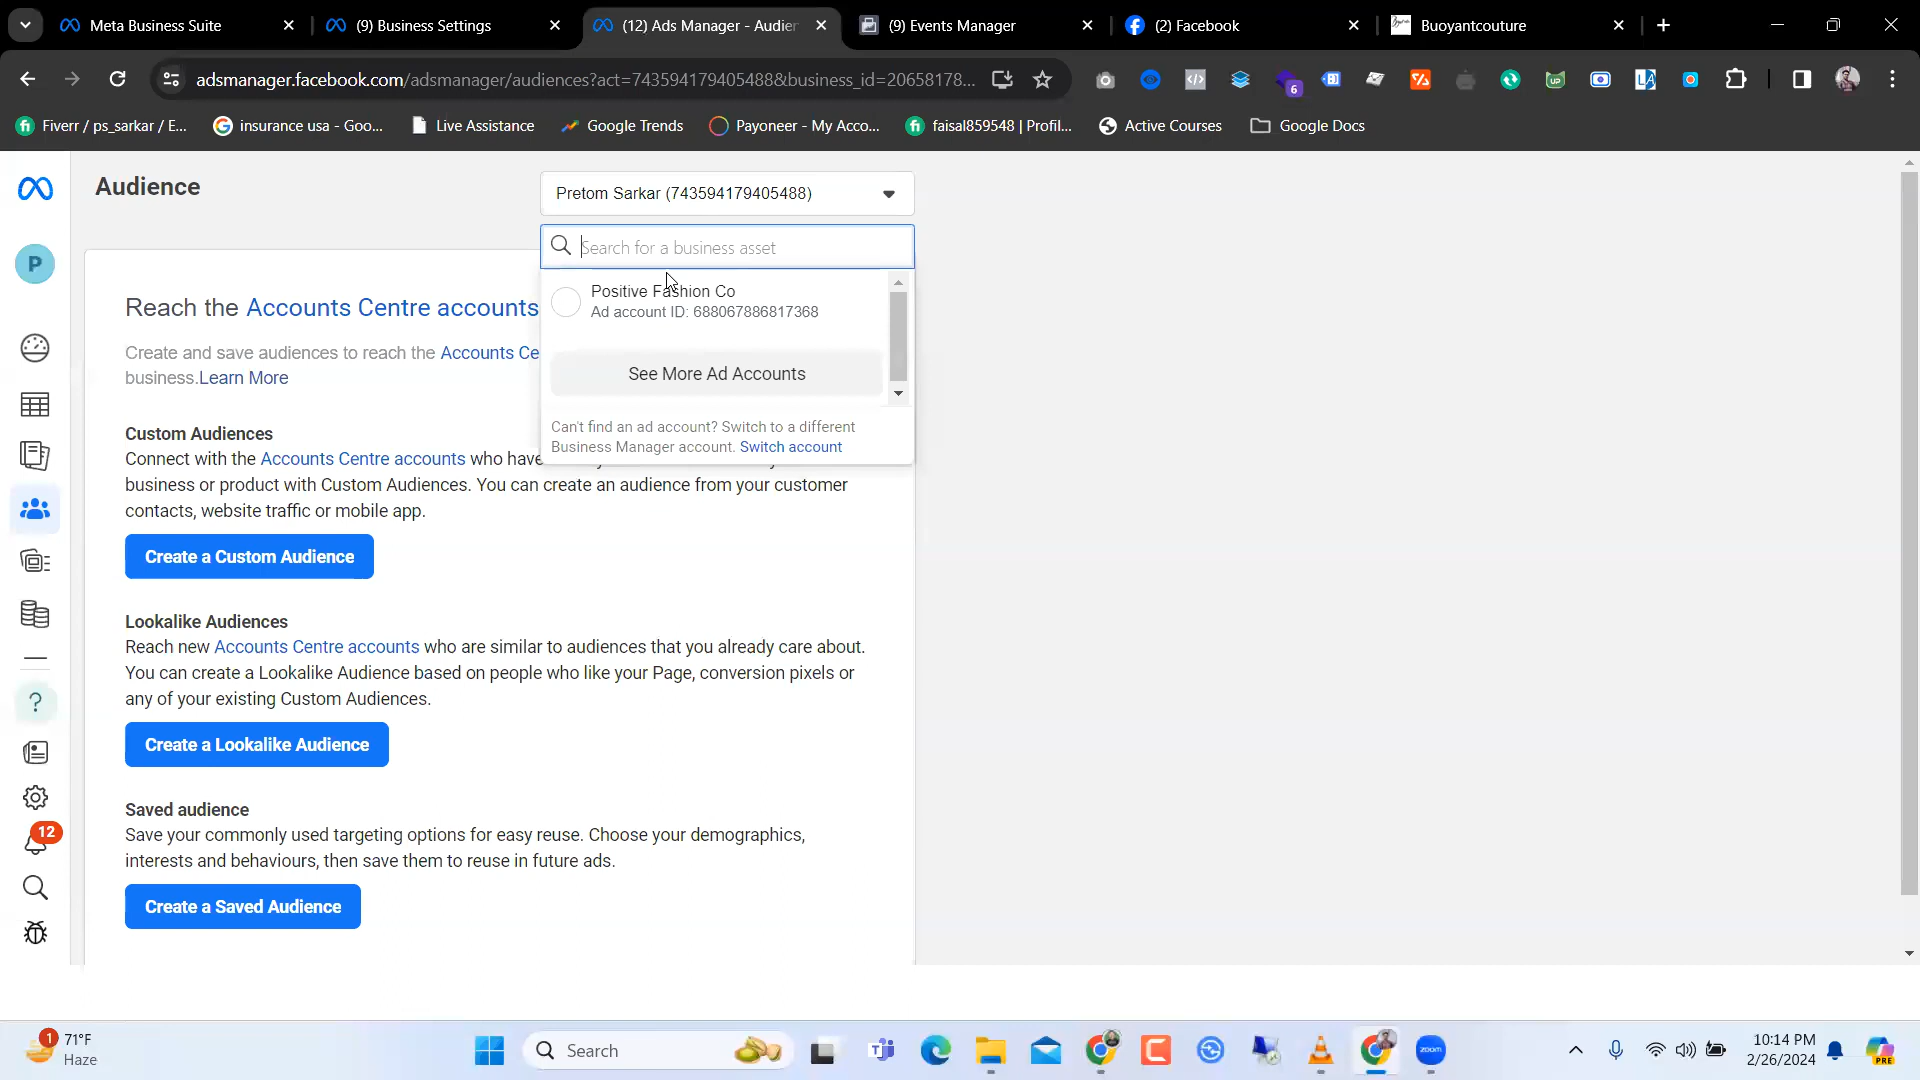 Meta Business Suite
(9) Business Settings
(12) Ads Manager - Audien
(9) Events Manager
(2) Facebook
Buoyantcouture
adsmanager.facebook.com/adsmanager/audiences?act=743594179405488&business_id=20658178...
6
Fiverr / ps_sarkar / E...
insurance usa - Goo...
Live Assistance
Google Trends
Payoneer - My Acco...
faisal859548 | Profil...
Active Courses
Google Docs
Audience
Pretom Sarkar (743594179405488)
Search for a business asset
P
Positive Fashion Co
Ad account ID: 688067886817368
See More Ad Accounts
Can't find an ad account? Switch to a different
Business Manager account. Switch account
Reach the Accounts Centre accounts
Create and save audiences to reach the Accounts Ce
business.Learn More
Custom Audiences
Connect with the Accounts Centre accounts who have
business or product with Custom Audiences. You can create an audience from your customer
contacts, website traffic or mobile app.
Create a Custom Audience
Lookalike Audiences
Reach new Accounts Centre accounts who are similar to audiences that you already care about.
You can create a Lookalike Audience based on people who like your Page, conversion pixels or
any of your existing Custom Audiences.
Create a Lookalike Audience
Saved audience
Save your commonly used targeting options for easy reuse. Choose your demographics,
interests and behaviours, then save them to reuse in future ads.
Create a Saved Audience
?
12
1
71°F
Haze
Search
zoom
10:14 PM
2/26/2024
PRE